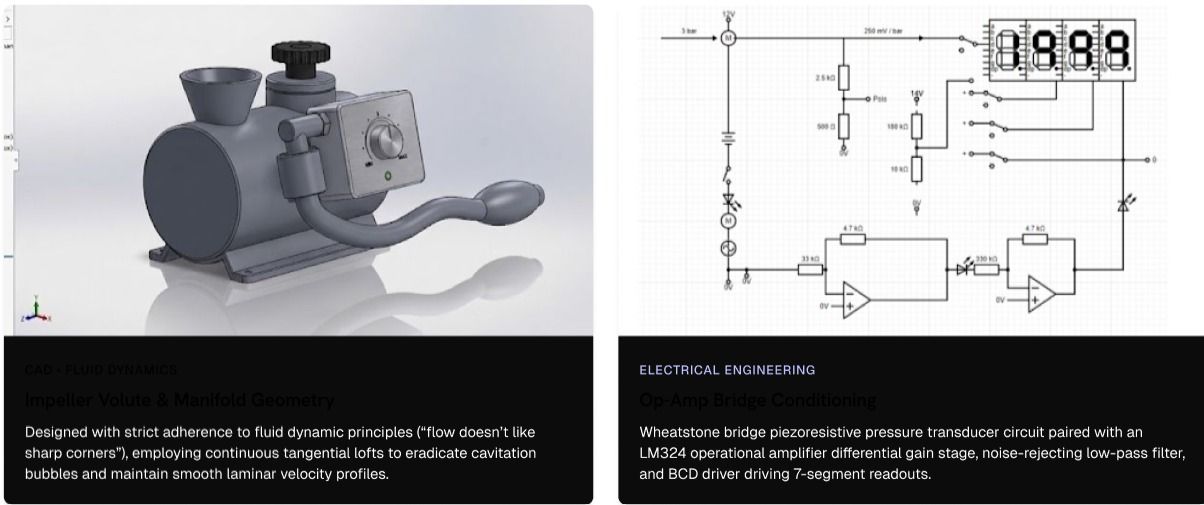 MIN
MAX
12V
M
3 bar
250 mV / bar
2.5 kΩ
Pois
500 Ω
0V
14V
180 kΩ
10 kΩ
0V
0
M
4.7 kΩ
4.7 kΩ
33 kΩ
330 kΩ
0V
0V
0V
0V
CAD • FLUID DYNAMICS
Impeller Volute & Manifold Geometry
Designed with strict adherence to fluid dynamic principles (“flow doesn’t like
sharp corners”), employing continuous tangential lofts to eradicate cavitation
bubbles and maintain smooth laminar velocity profiles.
ELECTRICAL ENGINEERING
Op-Amp Bridge Conditioning
Wheatstone bridge piezoresistive pressure transducer circuit paired with an
LM324 operational amplifier differential gain stage, noise-rejecting low-pass filter,
and BCD driver driving 7-segment readouts.